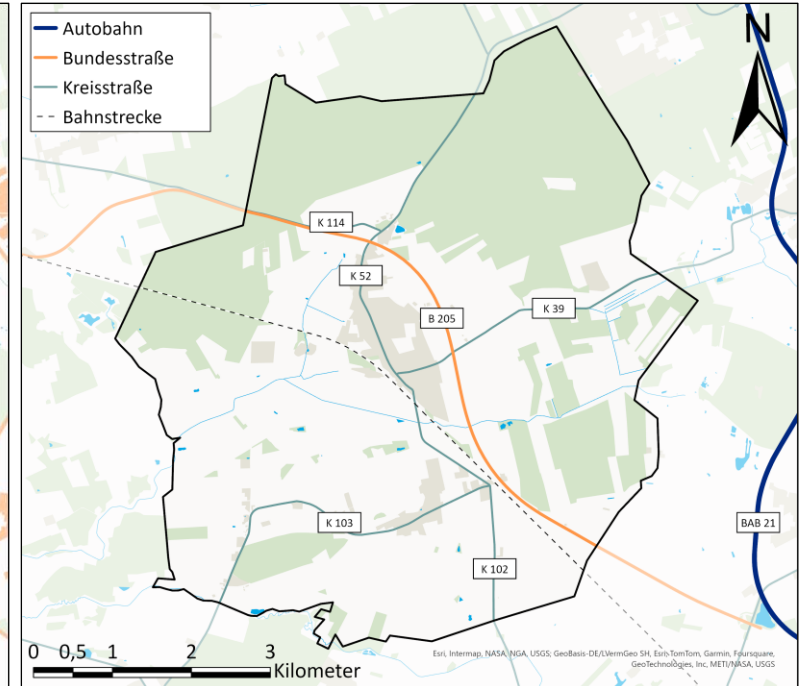 Autobahn
Bundesstraße
Kreisstraße
Bahnstrecke
N
K 114
K 52
K 39
B 205
K 103
BAB 21
K 102
0 0,5 1 2 3
Kilometer
Esri, Intermap, NASA, NGA, USGS; GeoBasis-DE/LVermGeo SH, Esri, TomTom, Garmin, Foursquare,
GeoTechnologies, Inc, METI/NASA, USGS